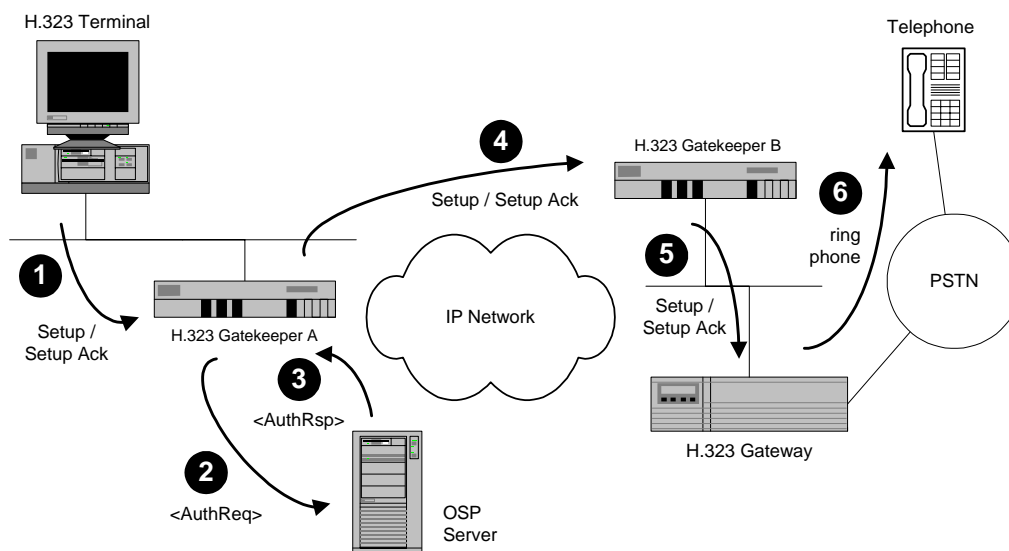 H.323 Terminal
Telephone
4
H.323 Gatekeeper B
Setup / Setup Ack
6
ring
phone
1
5
PSTN
Setup /
Setup Ack
H.323 Gatekeeper A
IP Network
Setup /
Setup Ack
3
<AuthRsp>
H.323 Gateway
2
<AuthReq>
OSP
Server